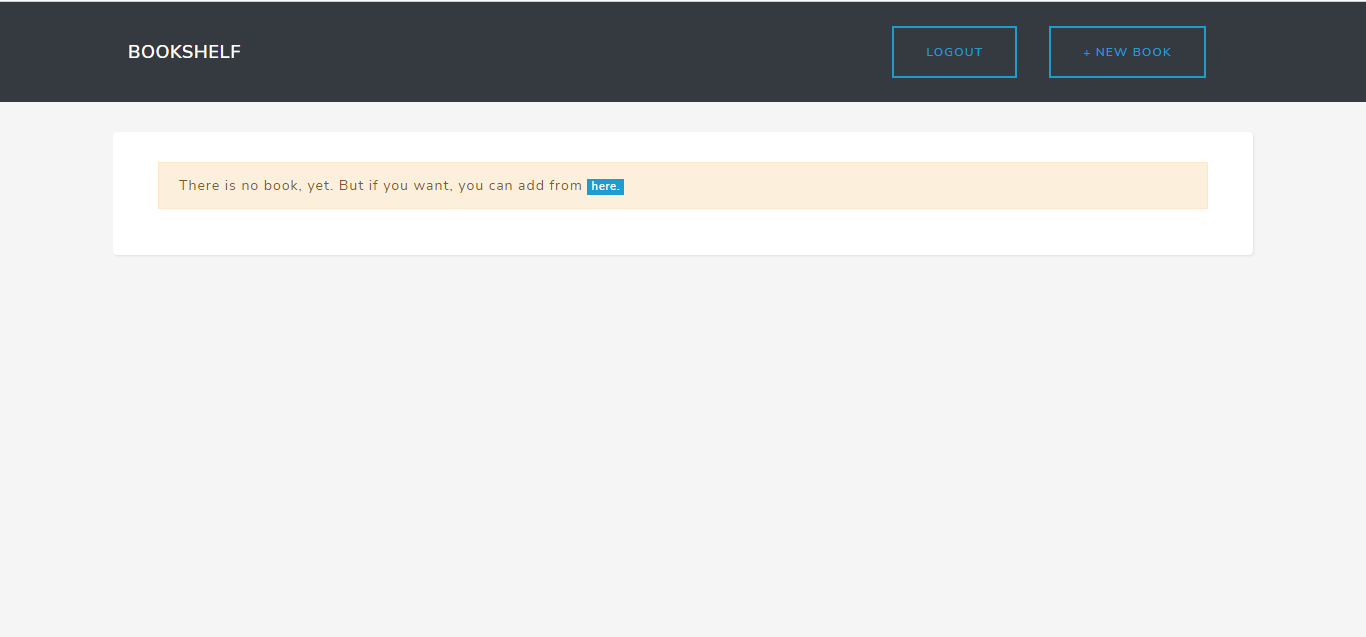 BOOKSHELF
LOGOUT
+ NEW BOOK
There is no book, yet. But if you want, you can add from here.